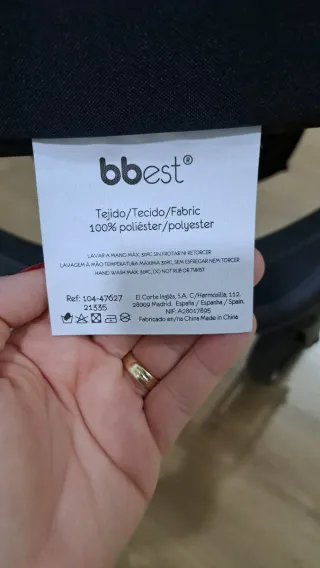 bbest®
Tejido/Tecido/Fabric
100% poliéster/polyester
LAVAR A MANO MÁX. 30ºC SIN FROTAR NI RETORCER
LAVAGEM À MÃO TEMPERATURA MÁXIMA 30ºC, SEM ESFREGAR NEM TORCER
HAND WASH MAX. 30ºC, DO NOT RUB OR TWIST
Ref: 104-47627
21335
El Corte Inglés, S.A. C/Hermosilla, 112.
28009 Madrid. España / Espanha / Spain.
NIF: A28017895
Fabricado en/na China Made in China